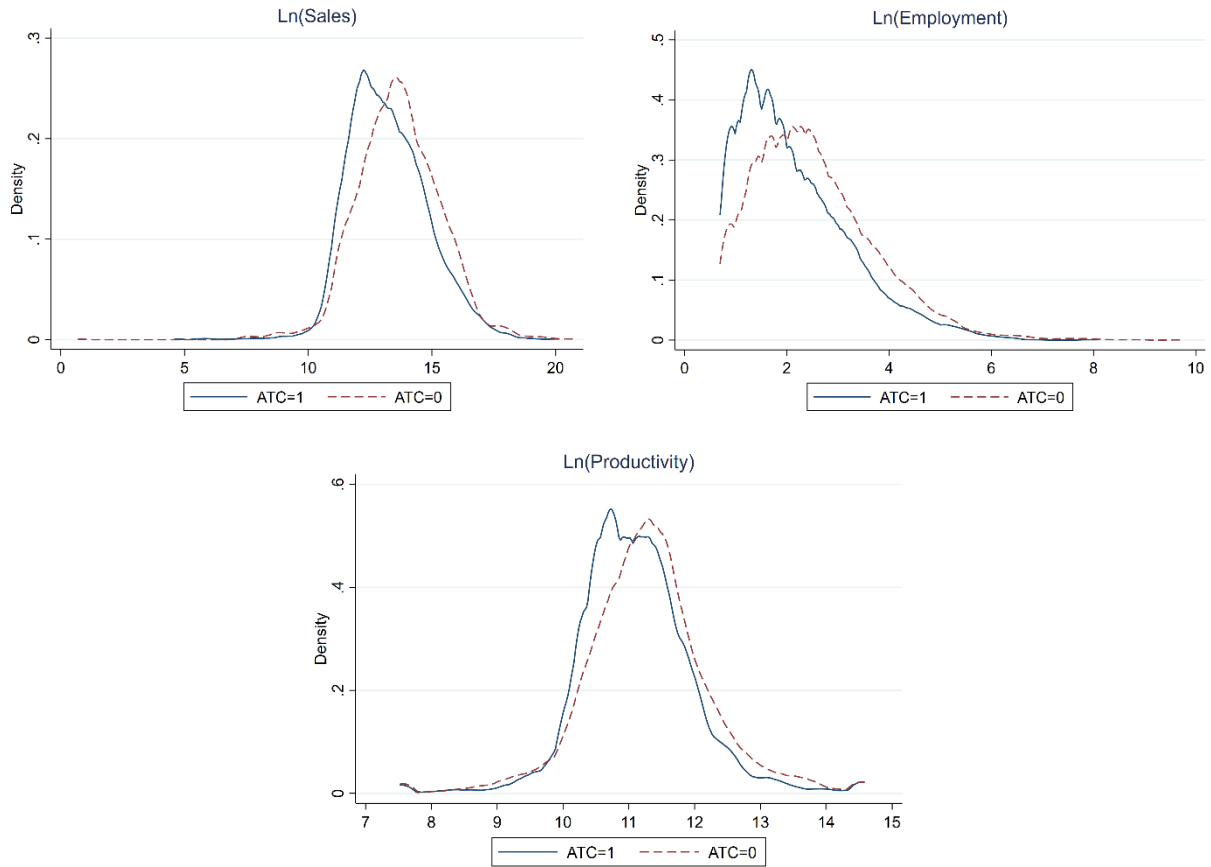 Ln(Sales)
.3
.2
.1
0
Density
0 5 10 15 20
ATC=1 ATC=0
Ln(Employment)
.5
.4
.3
.2
.1
0
Density
0 2 4 6 8 10
ATC=1 ATC=0
Ln(Productivity)
.6
.4
.2
0
Density
7 8 9 10 11 12 13 14 15
ATC=1 ATC=0